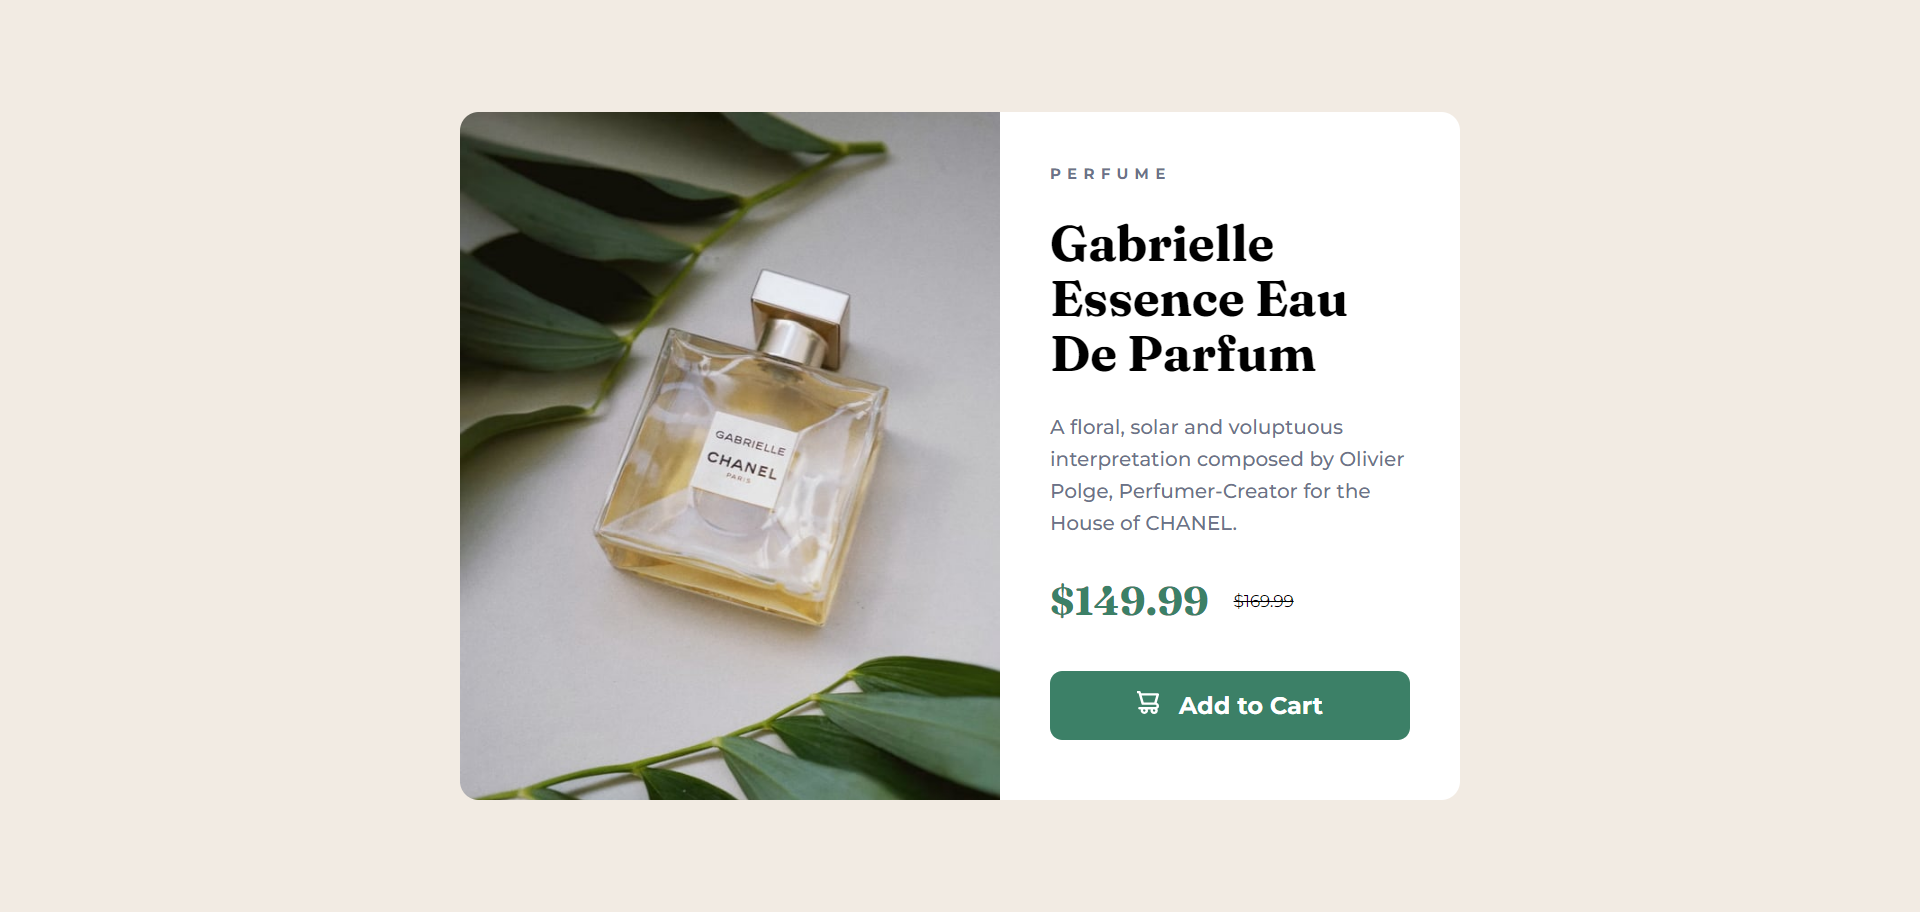 GABRIELLE
CHANEL
PARIS
PERFUME
Gabrielle
Essence Eau
De Parfum
A floral, solar and voluptuous
interpretation composed by Olivier
Polge, Perfumer-Creator for the
House of CHANEL.
$149.99 $169.99
Add to Cart